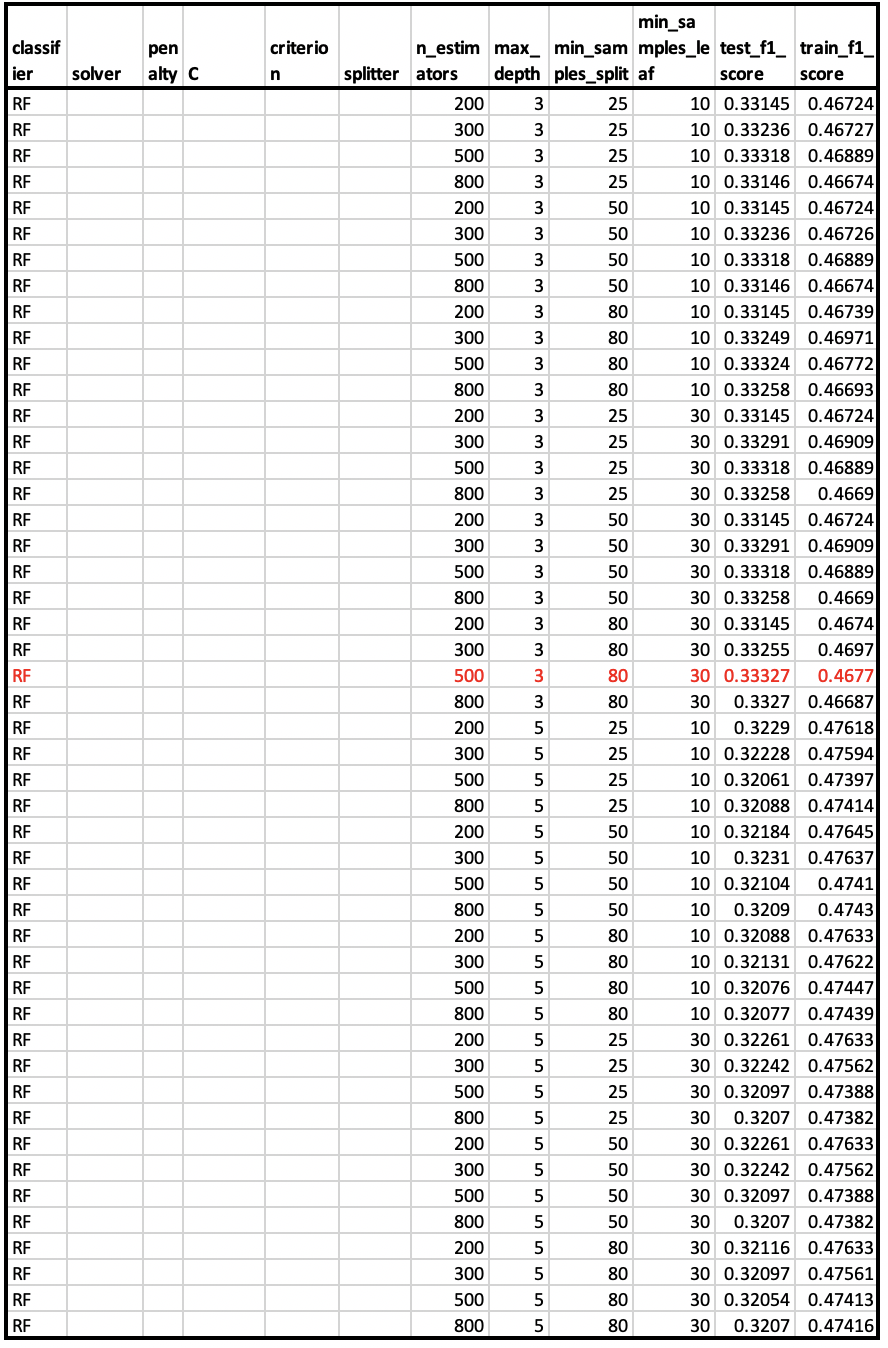 classifier solver penalty C criterion splitter n_estimators max_depth min_samples_split min_samples_leaf test_f1_score train_f1_score
RF 200 3 25 10 0.33145 0.46724
RF 300 3 25 10 0.33236 0.46727
RF 500 3 25 10 0.33318 0.46889
RF 800 3 25 10 0.33146 0.46674
RF 200 3 50 10 0.33145 0.46724
RF 300 3 50 10 0.33236 0.46726
RF 500 3 50 10 0.33318 0.46889
RF 800 3 50 10 0.33146 0.46674
RF 200 3 80 10 0.33145 0.46739
RF 300 3 80 10 0.33249 0.46971
RF 500 3 80 10 0.33324 0.46772
RF 800 3 80 10 0.33258 0.46693
RF 200 3 25 30 0.33145 0.46724
RF 300 3 25 30 0.33291 0.46909
RF 500 3 25 30 0.33318 0.46889
RF 800 3 25 30 0.33258 0.4669
RF 200 3 50 30 0.33145 0.46724
RF 300 3 50 30 0.33291 0.46909
RF 500 3 50 30 0.33318 0.46889
RF 800 3 50 30 0.33258 0.4669
RF 200 3 80 30 0.33145 0.4674
RF 300 3 80 30 0.33255 0.4697
RF 500 3 80 30 0.33327 0.4677
RF 800 3 80 30 0.3327 0.46687
RF 200 5 25 10 0.3229 0.47618
RF 300 5 25 10 0.32228 0.47594
RF 500 5 25 10 0.32061 0.47397
RF 800 5 25 10 0.32088 0.47414
RF 200 5 50 10 0.32184 0.47645
RF 300 5 50 10 0.3231 0.47637
RF 500 5 50 10 0.32104 0.4741
RF 800 5 50 10 0.3209 0.4743
RF 200 5 80 10 0.32088 0.47633
RF 300 5 80 10 0.32131 0.47622
RF 500 5 80 10 0.32076 0.47447
RF 800 5 80 10 0.32077 0.47439
RF 200 5 25 30 0.32261 0.47633
RF 300 5 25 30 0.32242 0.47562
RF 500 5 25 30 0.32097 0.47388
RF 800 5 25 30 0.3207 0.47382
RF 200 5 50 30 0.32261 0.47633
RF 300 5 50 30 0.32242 0.47562
RF 500 5 50 30 0.32097 0.47388
RF 800 5 50 30 0.3207 0.47382
RF 200 5 80 30 0.32116 0.47633
RF 300 5 80 30 0.32097 0.47561
RF 500 5 80 30 0.32054 0.47413
RF 800 5 80 30 0.3207 0.47416